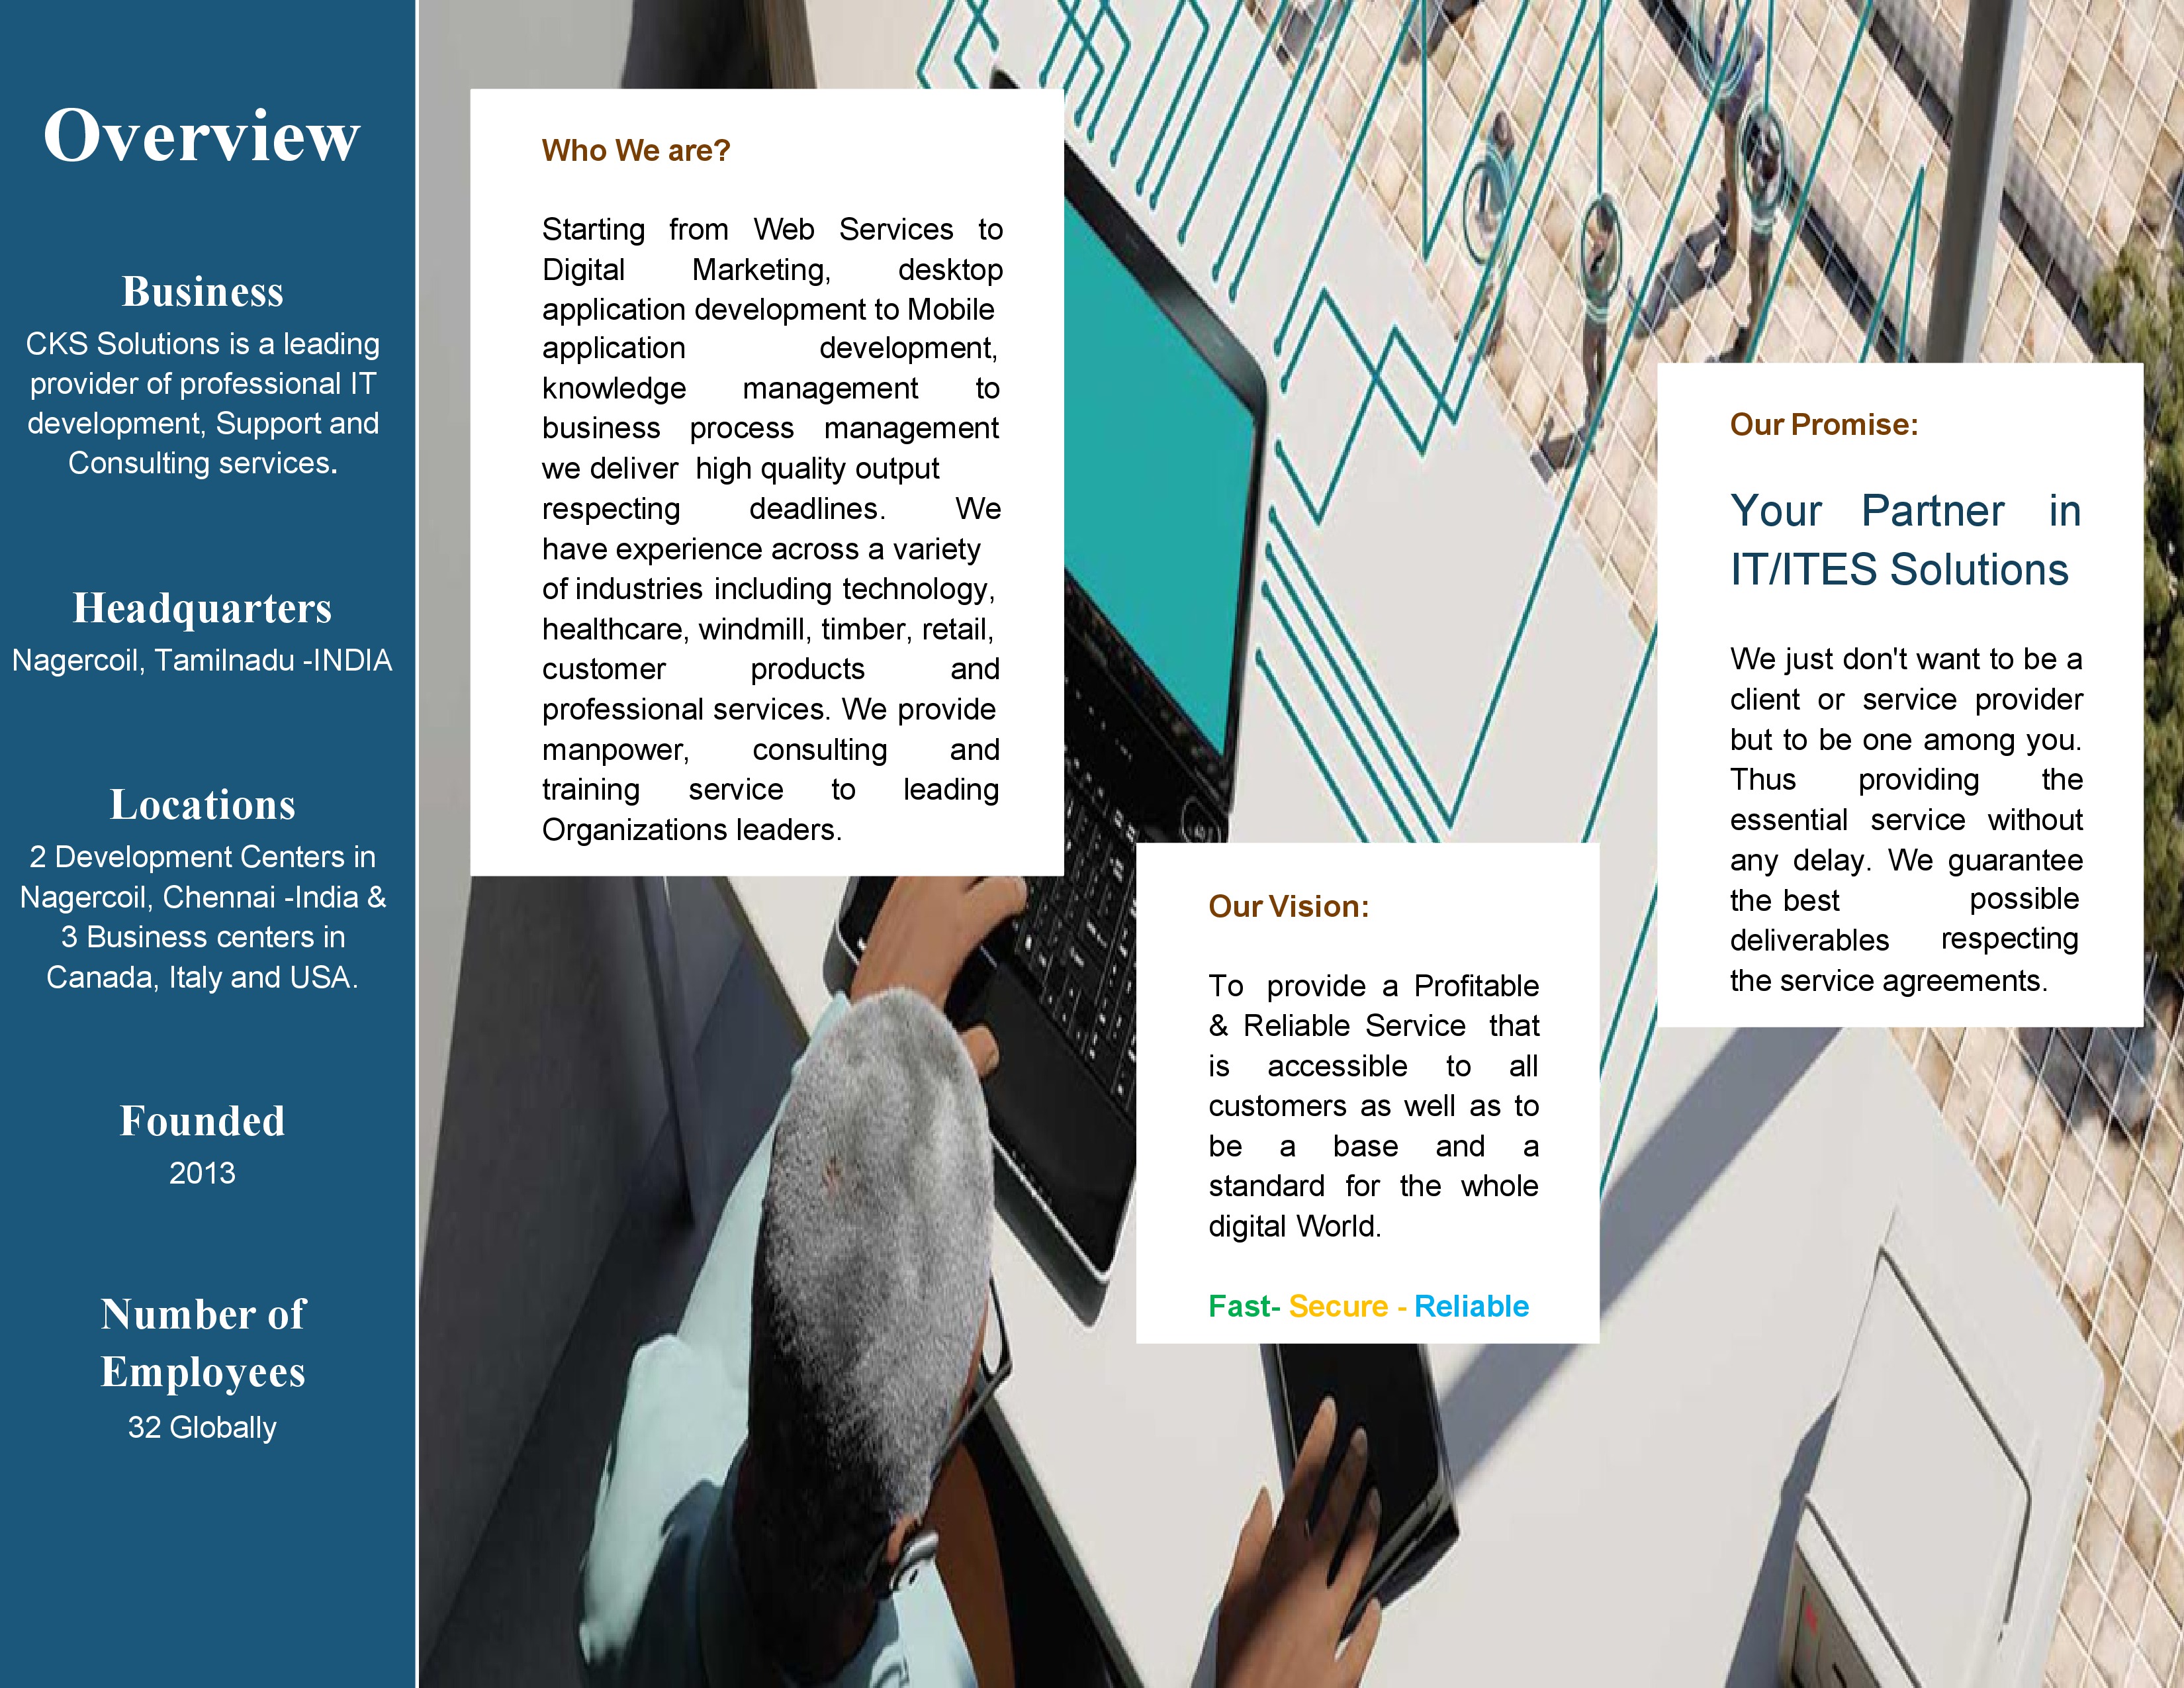 Overview
Business
CKS Solutions is a leading
provider of professional IT
development, Support and
Consulting services.
Headquarters
Nagercoil, Tamilnadu -INDIA
Locations
2 Development Centers in
Nagercoil, Chennai -India &
3 Business centers in
Canada, Italy and USA.
Founded
2013
Number of
Employees
32 Globally
Who We are?
Starting from Web Services to
Digital Marketing, desktop
application development to Mobile
application development,
knowledge management to
business process management
we deliver high quality output
respecting deadlines. We
have experience across a variety
of industries including technology,
healthcare, windmill, timber, retail,
customer products and
professional services. We provide
manpower, consulting and
training service to leading
Organizations leaders.
Our Vision:
To provide a Profitable
& Reliable Service that
is accessible to all
customers as well as to
be a base and a
standard for the whole
digital World.
Fast- Secure - Reliable
Our Promise:
Your Partner in
IT/ITES Solutions
We just don't want to be a
client or service provider
but to be one among you.
Thus providing the
essential service without
any delay. We guarantee
the best possible
deliverables respecting
the service agreements.